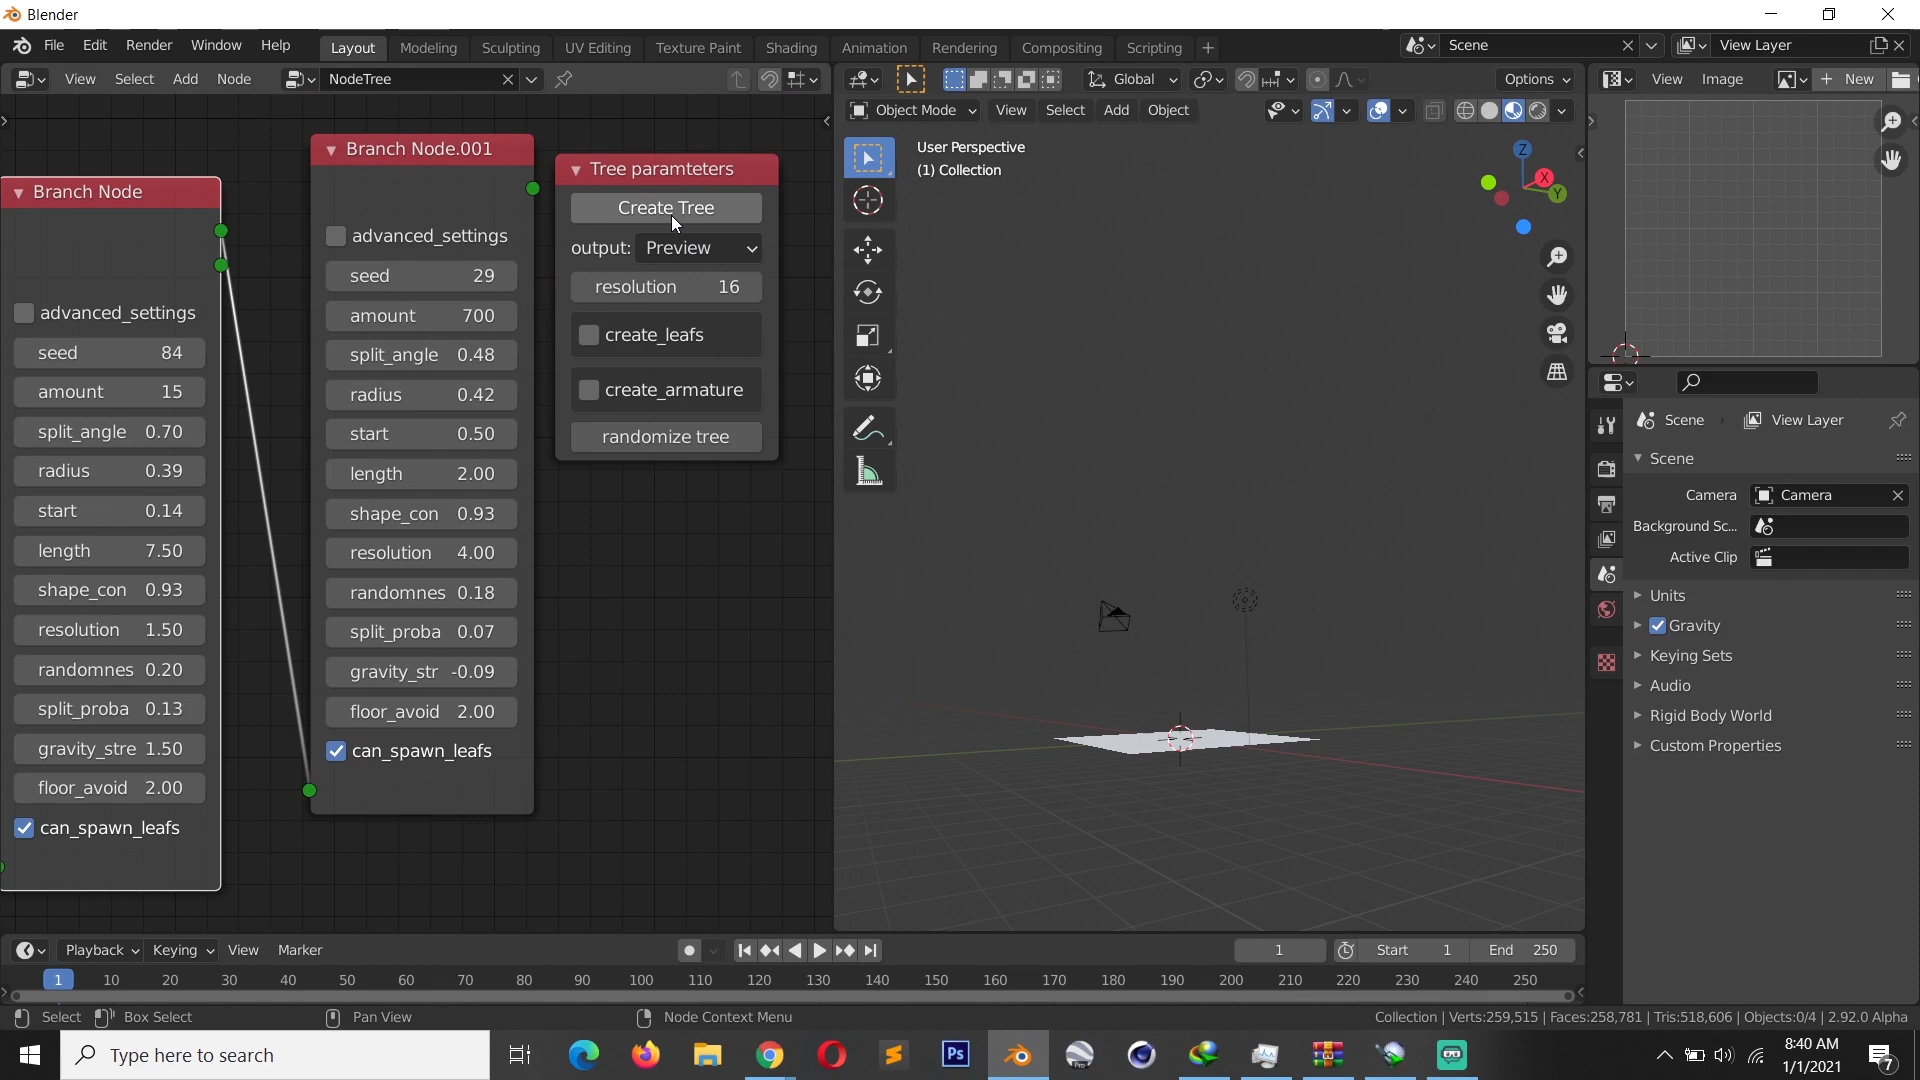 Blender
File Edit Render Window Help Layout Modeling Sculpting UV Editing Texture Paint Shading Animation Rendering Compositing Scripting + Scene View Layer
View Select Add Node NodeTree Global Options View Image New
Object Mode View Select Add Object
User Perspective
(1) Collection
Z
X
Y
Branch Node
advanced_settings
seed 84
amount 15
split_angle 0.70
radius 0.39
start 0.14
length 7.50
shape_con 0.93
resolution 1.50
randomnes 0.20
split_proba 0.13
gravity_stre 1.50
floor_avoid 2.00
can_spawn_leafs
Branch Node.001
advanced_settings
seed 29
amount 700
split_angle 0.48
radius 0.42
start 0.50
length 2.00
shape_con 0.93
resolution 4.00
randomnes 0.18
split_proba 0.07
gravity_str -0.09
floor_avoid 2.00
can_spawn_leafs
Tree paramteters
Create Tree
output: Preview
resolution 16
create_leafs
create_armature
randomize tree
Scene View Layer
Scene
Camera Camera
Background Sc...
Active Clip
Units
Gravity
Keying Sets
Audio
Rigid Body World
Custom Properties
Playback Keying View Marker 1 Start 1 End 250
1 10 20 30 40 50 60 70 80 90 100 110 120 130 140 150 160 170 180 190 200 210 220 230 240 250
Select Box Select Pan View Node Context Menu Collection | Verts:259,515 | Faces:258,781 | Tris:518,606 | Objects:0/4 | 2.92.0 Alpha
Type here to search
Ps
Pro
8:40 AM
1/1/2021
7